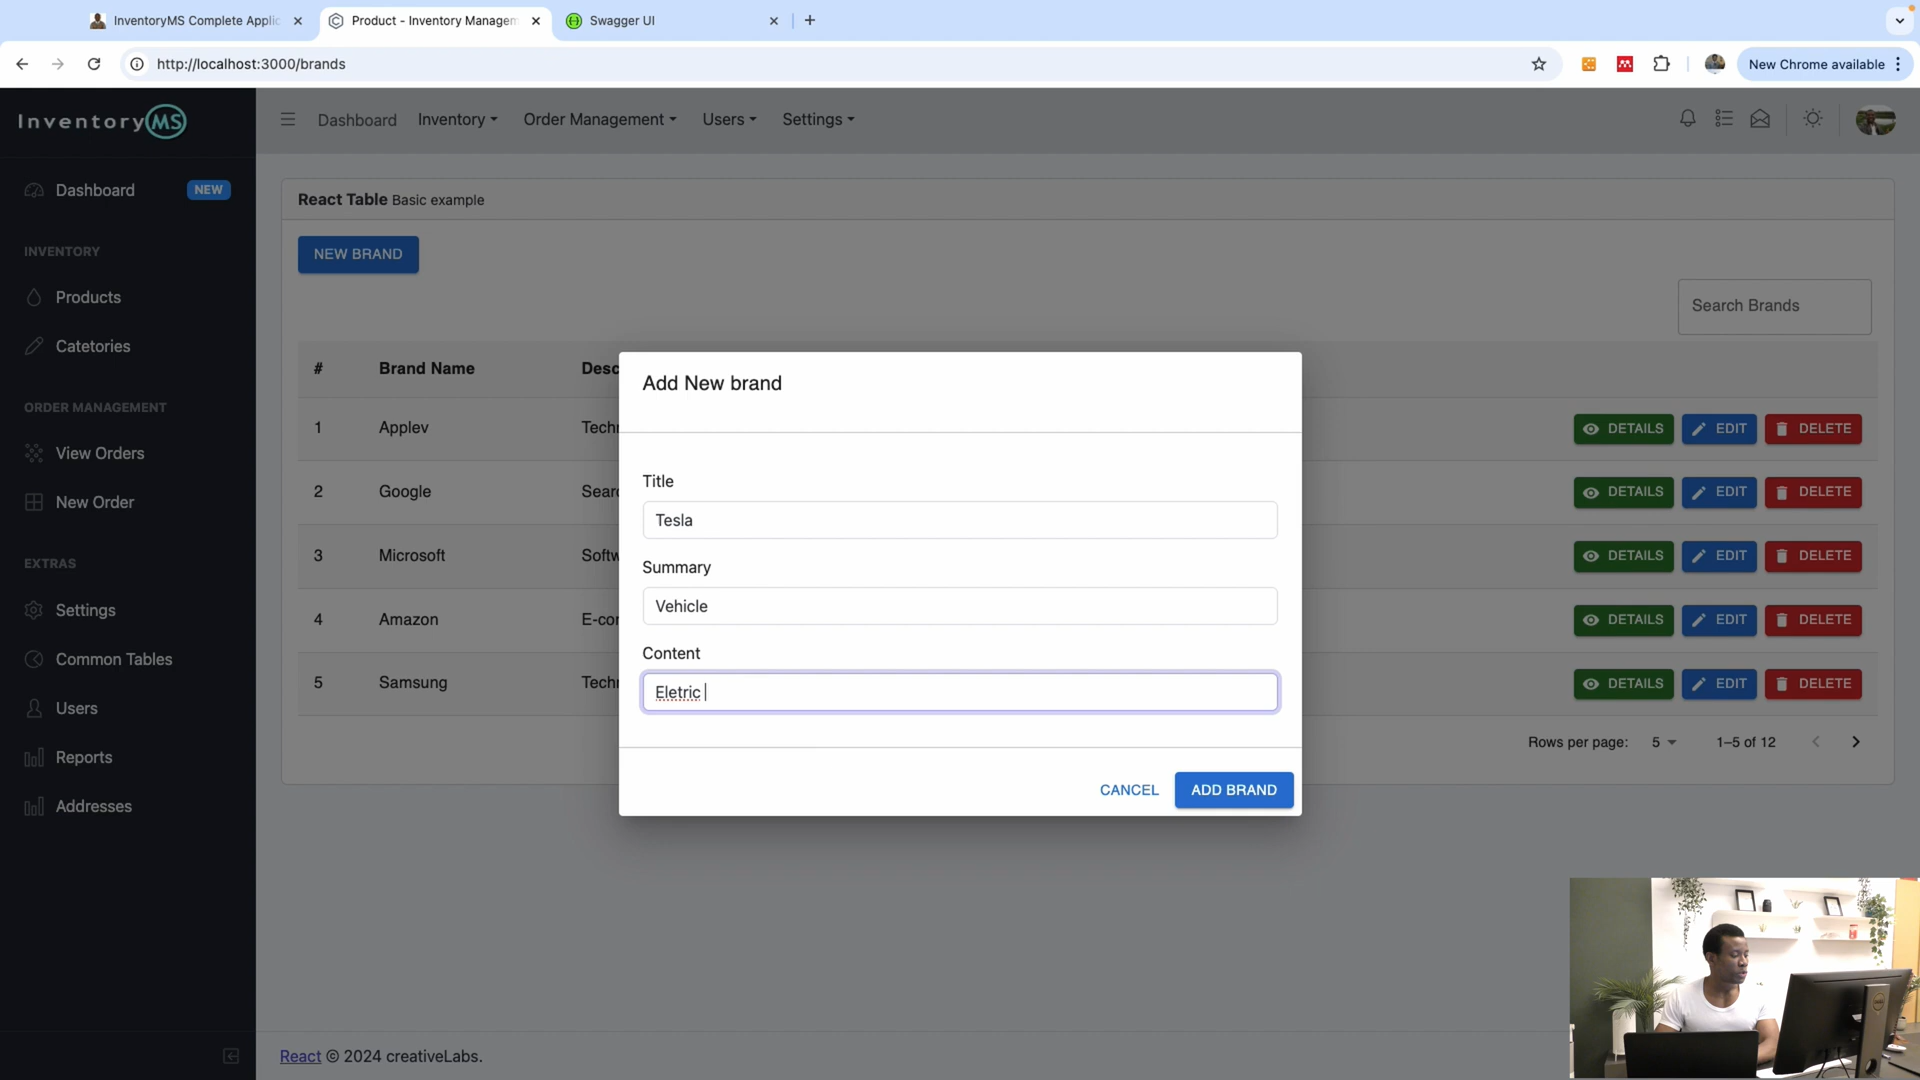 InventoryMS Complete Applic
Product - Inventory Managem
Swagger UI
http://localhost:3000/brands
New Chrome available
InventoryMS
Dashboard
Inventory
Order Management
Users
Settings
Dashboard
NEW
INVENTORY
Products
Catetories
ORDER MANAGEMENT
View Orders
New Order
EXTRAS
Settings
Common Tables
Users
Reports
Addresses
React Table Basic example
NEW BRAND
Search Brands
# Brand Name Desc
1 Applev Techn DETAILS EDIT DELETE
2 Google Searc DETAILS EDIT DELETE
3 Microsoft Softw DETAILS EDIT DELETE
4 Amazon E-con DETAILS EDIT DELETE
5 Samsung Techn DETAILS EDIT DELETE
Rows per page: 5 1–5 of 12
Add New brand
Title
Tesla
Summary
Vehicle
Content
Eletric
CANCEL
ADD BRAND
React © 2024 creativeLabs.